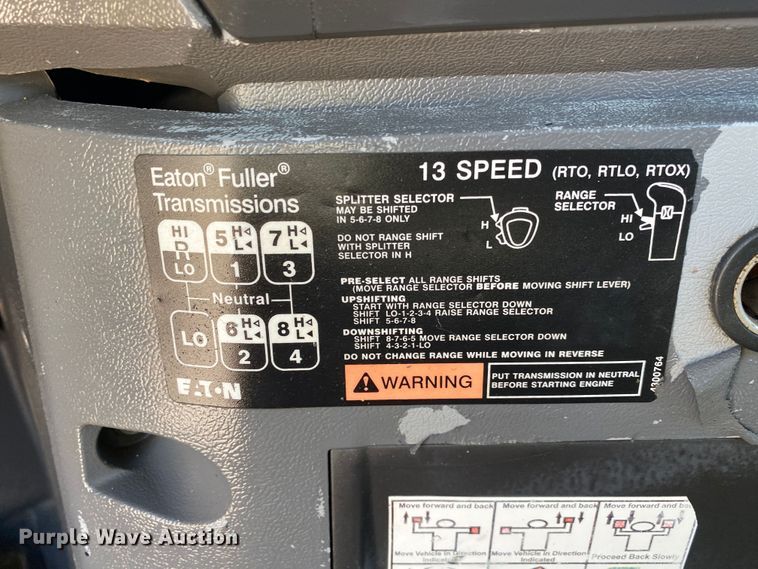 Eaton® Fuller®
Transmissions
13 SPEED (RTO, RTLO, RTOX)
SPLITTER SELECTOR
MAY BE SHIFTED
IN 5-6-7-8 ONLY
H
L
RANGE
SELECTOR
HI
LO
DO NOT RANGE SHIFT
WITH SPLITTER
SELECTOR IN H
HI 5 H 7 H
R L L
LO 1 3
Neutral
LO 6 H 8 H
L L
2 4
EATON
PRE-SELECT ALL RANGE SHIFTS
(MOVE RANGE SELECTOR BEFORE MOVING SHIFT LEVER)
UPSHIFTING
START WITH RANGE SELECTOR DOWN
SHIFT LO-1-2-3-4 RAISE RANGE SELECTOR
SHIFT 5-6-7-8
DOWNSHIFTING
SHIFT 8-7-6-5 MOVE RANGE SELECTOR DOWN
SHIFT 4-3-2-1-LO
DO NOT CHANGE RANGE WHILE MOVING IN REVERSE
WARNING
PUT TRANSMISSION IN NEUTRAL
BEFORE STARTING ENGINE
4300764
Move forward and back Move forward and back Move forward and back
Move Vehicle in Direction Move Vehicle in Direction Proceed Back Slowly
Indicated Indicated
Purple Wave Auction